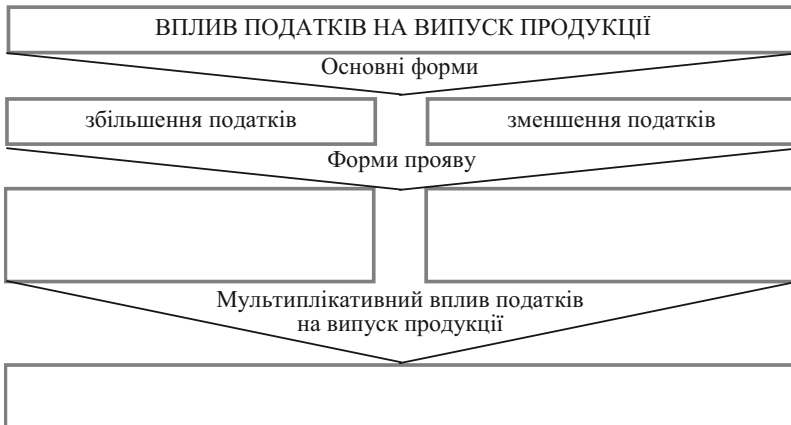 ВПЛИВ ПОДАТКІВ НА ВИПУСК ПРОДУКЦІЇ
Основні форми
збільшення податків
зменшення податків
Форми прояву
Мультиплікативний вплив податків
на випуск продукції